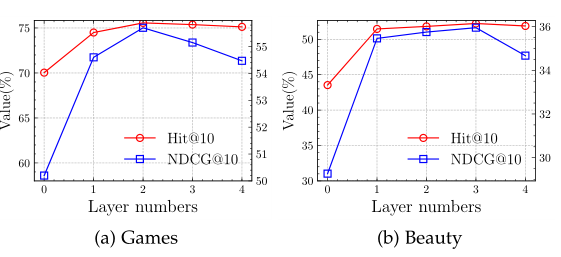 75
70
65
60
Value(%)
55
54
53
52
51
50
Hit@10
NDCG@10
0 1 2 3 4
Layer numbers
(a) Games
50
45
40
35
30
Value(%)
36
34
32
30
Hit@10
NDCG@10
0 1 2 3 4
Layer numbers
(b) Beauty